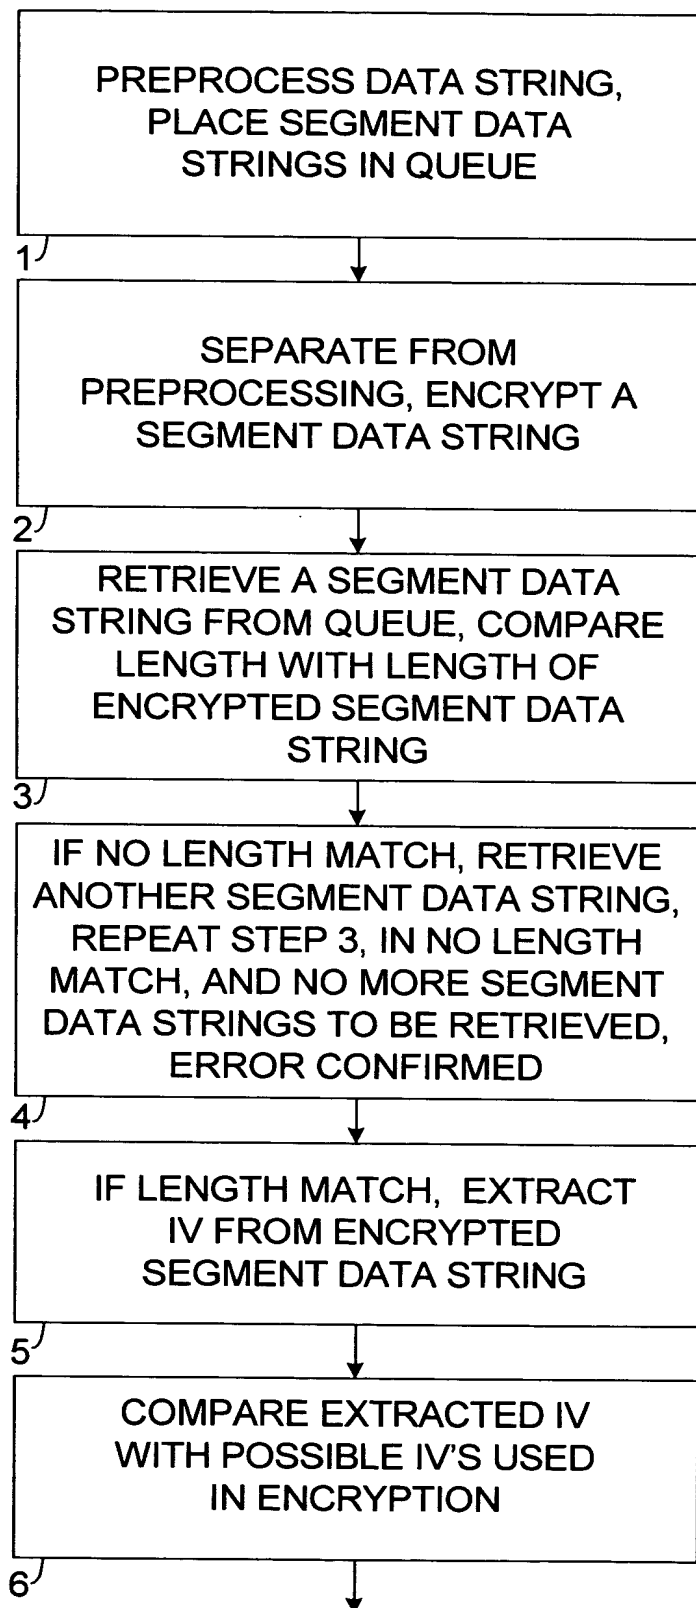 PREPROCESS DATA STRING,
PLACE SEGMENT DATA
STRINGS IN QUEUE
1
SEPARATE FROM
PREPROCESSING, ENCRYPT A
SEGMENT DATA STRING
2
RETRIEVE A SEGMENT DATA
STRING FROM QUEUE, COMPARE
LENGTH WITH LENGTH OF
ENCRYPTED SEGMENT DATA
STRING
3
IF NO LENGTH MATCH, RETRIEVE
ANOTHER SEGMENT DATA STRING,
REPEAT STEP 3, IN NO LENGTH
MATCH, AND NO MORE SEGMENT
DATA STRINGS TO BE RETRIEVED,
ERROR CONFIRMED
4
IF LENGTH MATCH, EXTRACT
IV FROM ENCRYPTED
SEGMENT DATA STRING
5
COMPARE EXTRACTED IV
WITH POSSIBLE IV'S USED
IN ENCRYPTION
6